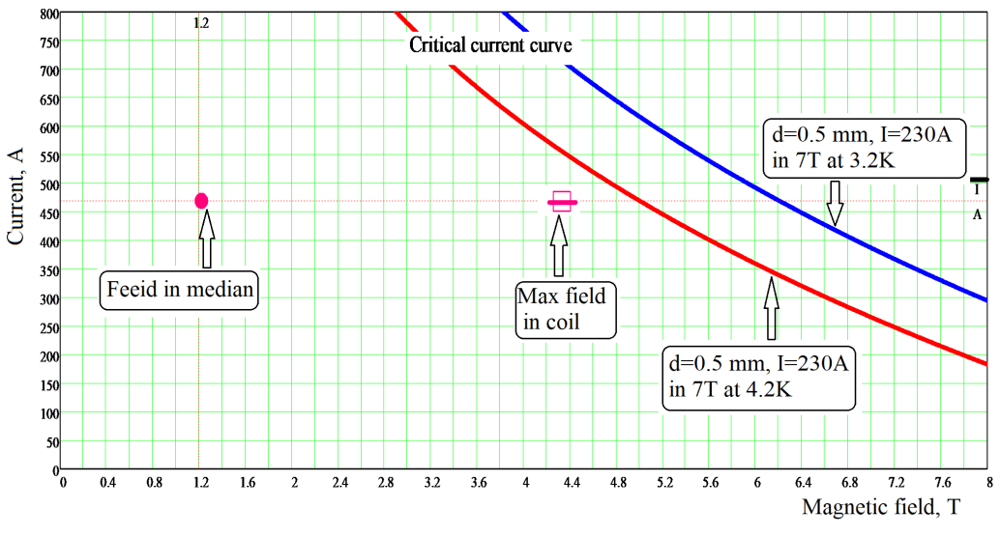 800
750
700
650
600
550
500
450
400
350
300
250
200
150
100
50
0
Current, A
1.2
Critical current curve
d=0.5 mm, I=230A
in 7T at 3.2K
I
A
Feeid in median
Max field
in coil
d=0.5 mm, I=230A
in 7T at 4.2K
0 0.4 0.8 1.2 1.6 2 2.4 2.8 3.2 3.6 4 4.4 4.8 5.2 5.6 6 6.4 6.8 7.2 7.6 8
Magnetic field, T